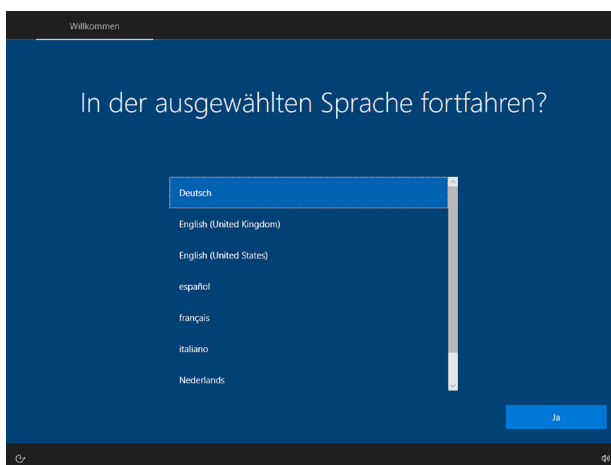 Willkommen
In der ausgewählten Sprache fortfahren?
Deutsch
English (United Kingdom)
English (United States)
español
français
italiano
Nederlands
Ja